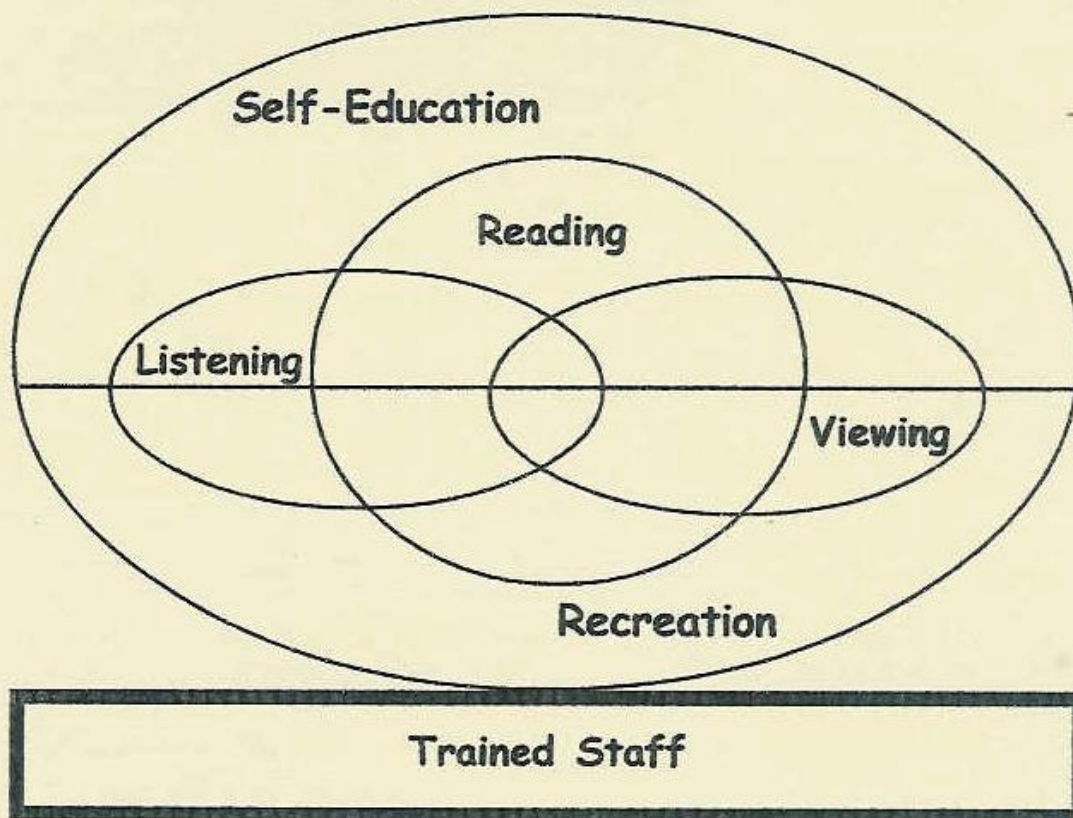 Self-Education
Reading
Listening
Viewing
Recreation
Trained Staff